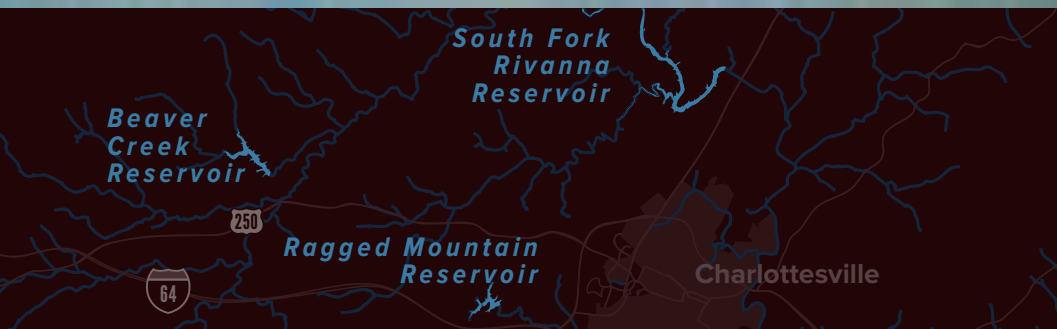 South Fork
Rivanna
Reservoir
Beaver
Creek
Reservoir
250
Ragged Mountain
Reservoir
Charlottesville
64